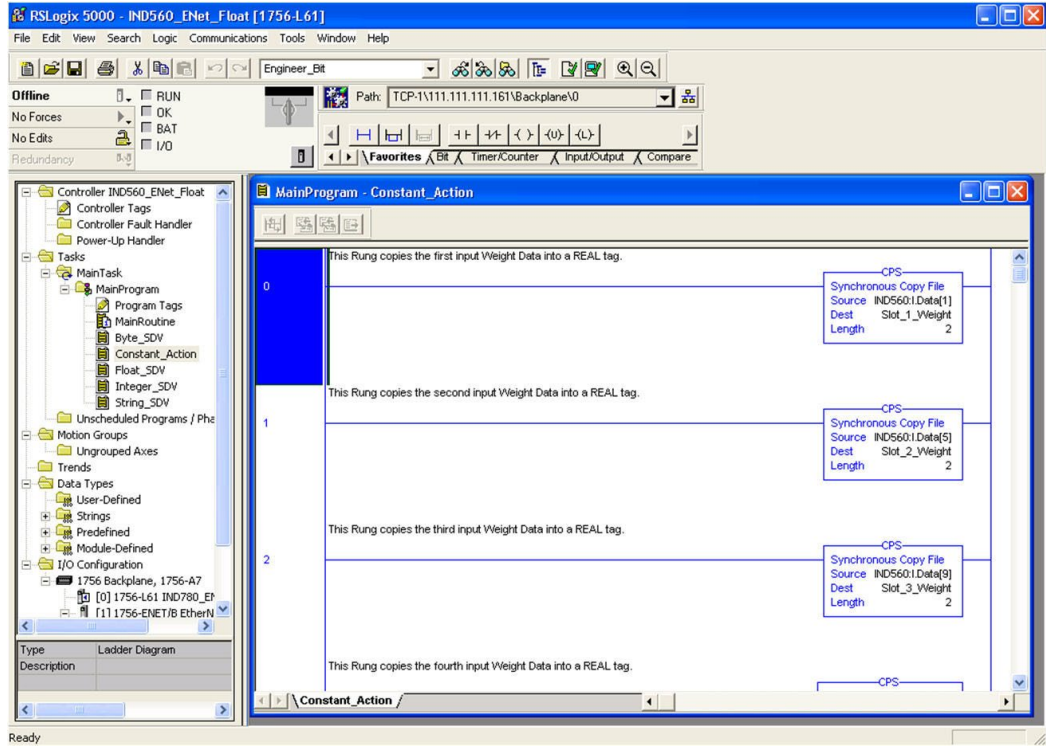 RSLogix 5000 - IND560_ENet_Float [1756-L61]
File Edit View Search Logic Communications Tools Window Help
Engineer_Bit
Offline
RUN
No Forces
OK
No Edits
BAT
Redundancy
I/O
Path: TCP-1\111.111.111.161\Backplane\0
Favorites Bit Timer/Counter Input/Output Compare
Controller IND560_ENet_Float
Controller Tags
Controller Fault Handler
Power-Up Handler
Tasks
MainTask
MainProgram
Program Tags
MainRoutine
Byte_SDV
Constant_Action
Float_SDV
Integer_SDV
String_SDV
Unscheduled Programs / Pha
Motion Groups
Ungrouped Axes
Trends
Data Types
User-Defined
Strings
Predefined
Module-Defined
I/O Configuration
1756 Backplane, 1756-A7
[0] 1756-L61 IND780_EN
[1] 1756-ENET/B EtherN
Type Ladder Diagram
Description
MainProgram - Constant_Action
This Rung copies the first input Weight Data into a REAL tag.
0
CPS
Synchronous Copy File
Source IND560:I.Data[1]
Dest Slot_1_Weight
Length 2
This Rung copies the second input Weight Data into a REAL tag.
1
CPS
Synchronous Copy File
Source IND560:I.Data[5]
Dest Slot_2_Weight
Length 2
This Rung copies the third input Weight Data into a REAL tag.
2
CPS
Synchronous Copy File
Source IND560:I.Data[9]
Dest Slot_3_Weight
Length 2
This Rung copies the fourth input Weight Data into a REAL tag.
CPS
Constant_Action
Ready